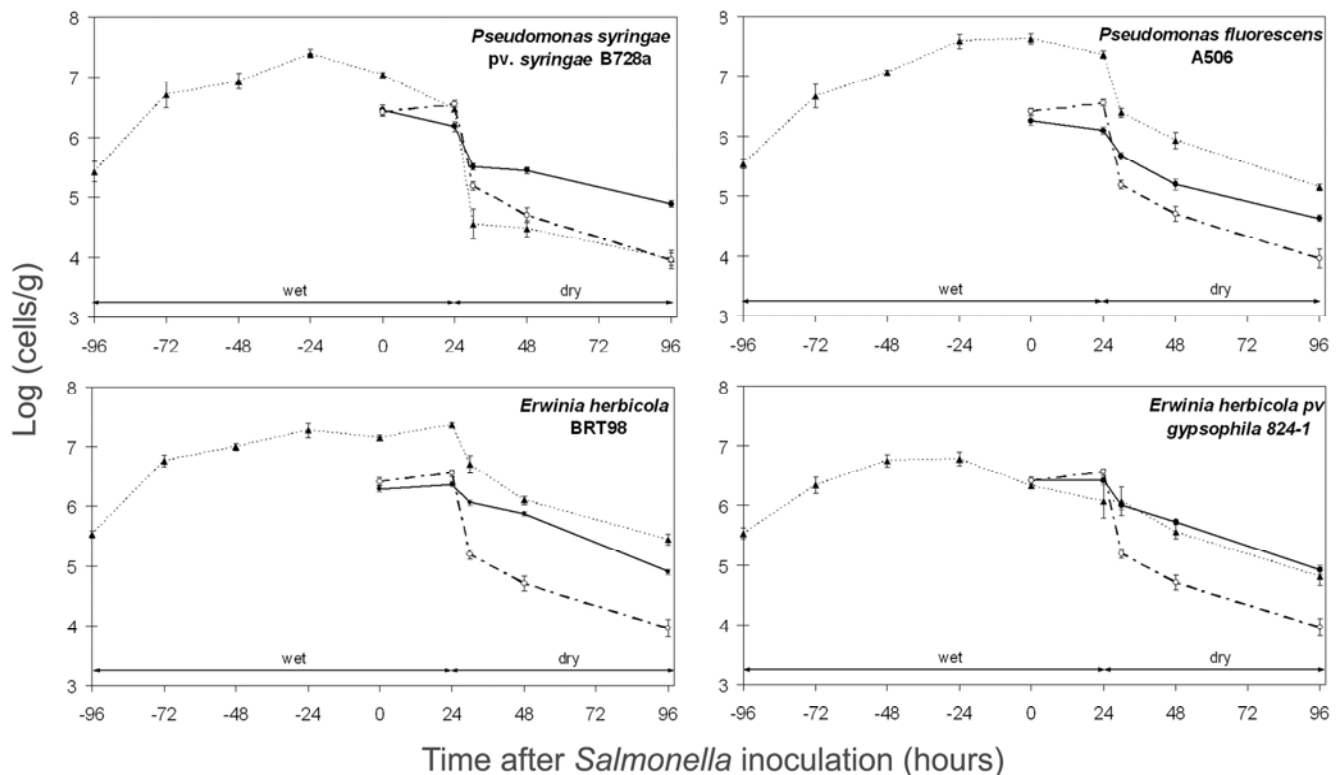 Log (cells/g)
8
7
6
5
4
3
Pseudomonas syringae
pv. syringae B728a
wet
dry
-96 -72 -48 -24 0 24 48 72 96
8
7
6
5
4
3
Pseudomonas fluorescens
A506
wet
dry
-96 -72 -48 -24 0 24 48 72 96
8
7
6
5
4
3
Erwinia herbicola
BRT98
wet
dry
-96 -72 -48 -24 0 24 48 72 96
8
7
6
5
4
3
Erwinia herbicola pv
gypsophila 824-1
wet
dry
-96 -72 -48 -24 0 24 48 72 96
Time after Salmonella inoculation (hours)